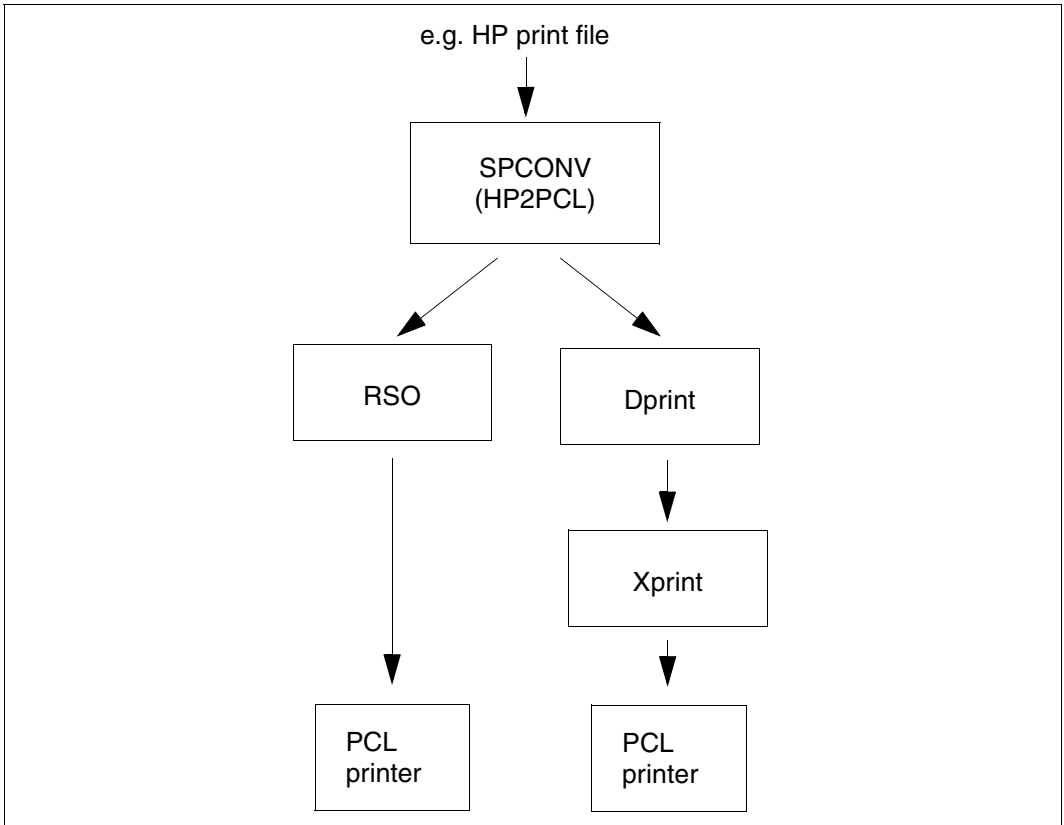 e.g. HP print file
SPCONV
(HP2PCL)
RSO
Dprint
Xprint
PCL
printer
PCL
printer